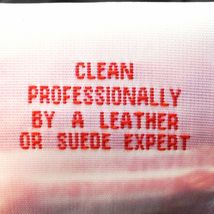 CLEAN
PROFESSIONALLY
BY A LEATHER
OR SUEDE EXPERT